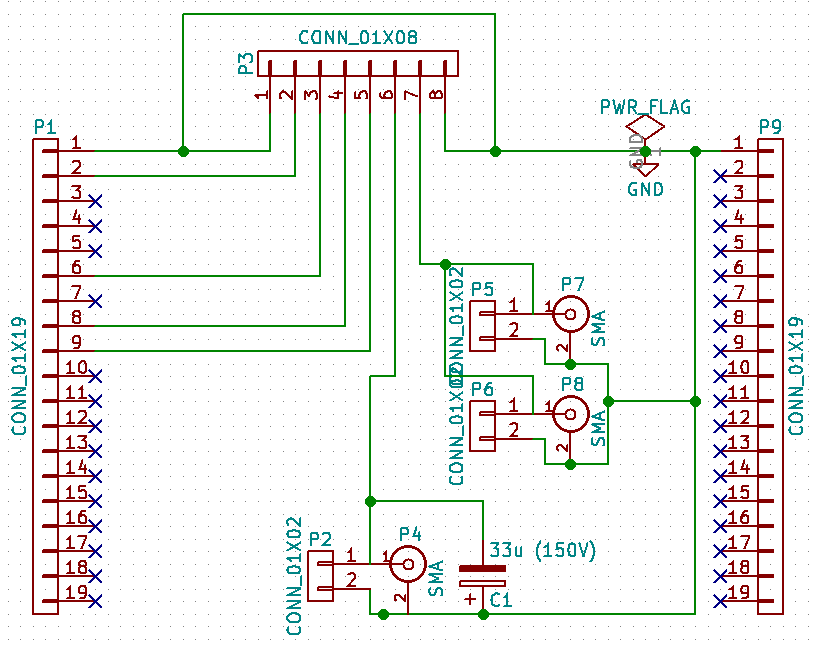 CONN_01X08
P3
1 2 3 4 5 6 7 8
PWR_FLAG
GND
1
GND
P1
1
2
3
4
5
6
7
8
9
10
11
12
13
14
15
16
17
18
19
CONN_01X19
P9
1
2
3
4
5
6
7
8
9
10
11
12
13
14
15
16
17
18
19
CONN_01X19
P5
1
2
CONN_01X02
P7
1
2
SMA
P6
1
2
CONN_01X02
P8
1
2
SMA
P2
1
2
CONN_01X02
P4
1
2
SMA
33u (150V)
+ C1